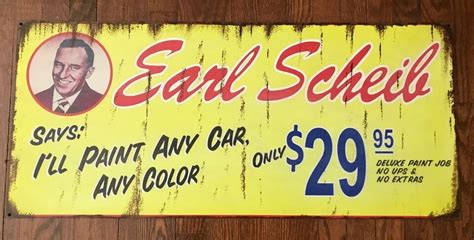 Earl Scheib
SAYS:
I'LL PAINT ANY CAR,
ANY COLOR
ONLY $29 95
DELUXE PAINT JOB
NO UPS &
NO EXTRAS